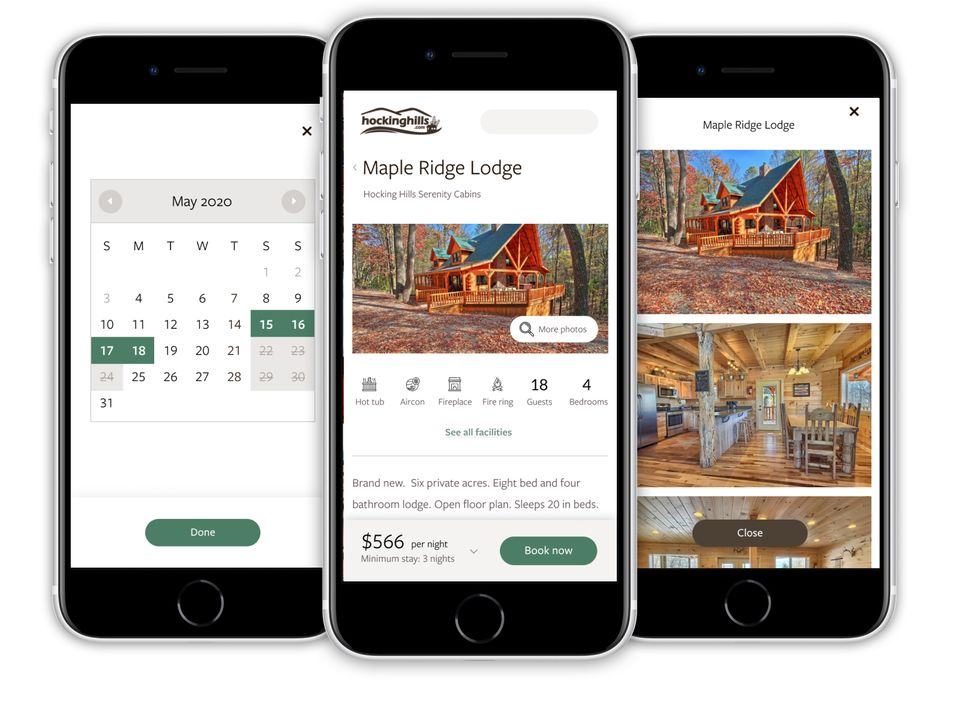 May 2020
S M T W T S S
1 2
3 4 5 6 7 8 9
10 11 12 13 14 15 16
17 18 19 20 21 22 23
24 25 26 27 28 29 30
31
Done
hockinghills
.com
Maple Ridge Lodge
Hocking Hills Serenity Cabins
More photos
18 4
Hot tub Aircon Fireplace Fire ring Guests Bedrooms
See all facilities
Brand new. Six private acres. Eight bed and four
bathroom lodge. Open floor plan. Sleeps 20 in beds.
$566 per night
Minimum stay: 3 nights
Book now
Maple Ridge Lodge
Close